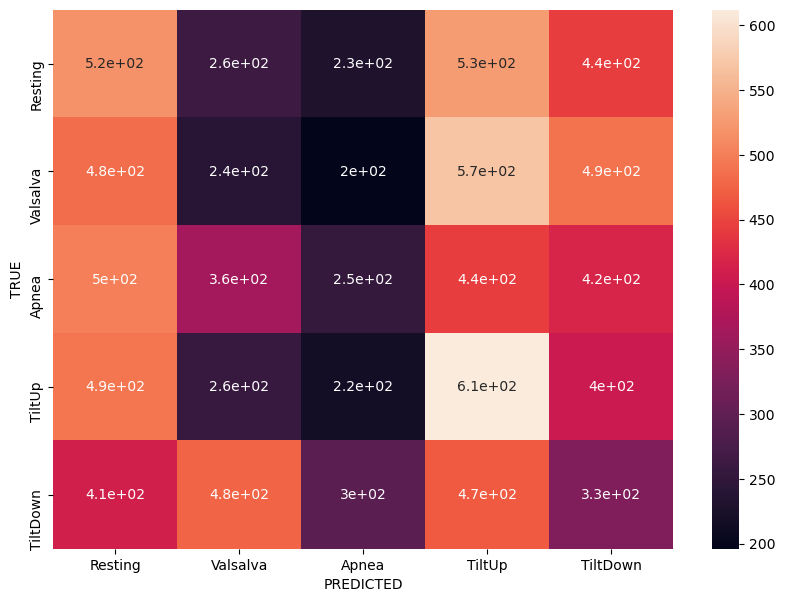 Resting 5.2e+02 2.6e+02 2.3e+02 5.3e+02 4.4e+02
Valsalva 4.8e+02 2.4e+02 2e+02 5.7e+02 4.9e+02
Apnea 5e+02 3.6e+02 2.5e+02 4.4e+02 4.2e+02
TiltUp 4.9e+02 2.6e+02 2.2e+02 6.1e+02 4e+02
TiltDown 4.1e+02 4.8e+02 3e+02 4.7e+02 3.3e+02
TRUE
Resting Valsalva Apnea TiltUp TiltDown
PREDICTED
600
550
500
450
400
350
300
250
200